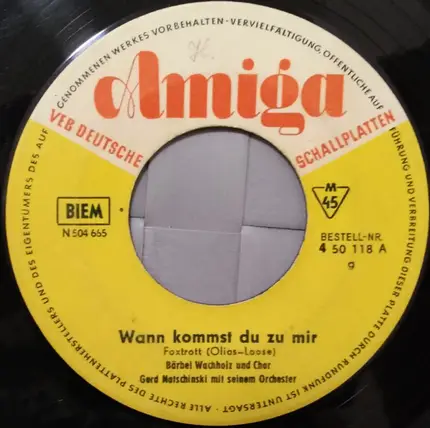 ALLE RECHTE DES PLATTENHERSTELLERS UND DES EIGENTÜMERS DES AUF GENOMMENEN WERKES VORBEHALTEN - VERVIELFÄLTIGUNG, ÖFFENTLICHE AUF FÜHRUNG UND VERBREITUNG DIESER PLATTE DURCH RUNDFUNK IST UNTERSAGT -
Amiga
VEB DEUTSCHE SCHALLPLATTEN
BIEM
N 504 665
M
45
BESTELL-NR.
4 50 118 A
g
Wann kommst du zu mir
Foxtrott (Olias-Loose)
Bärbel Wachholz und Chor
Gerd Natschinski mit seinem Orchester